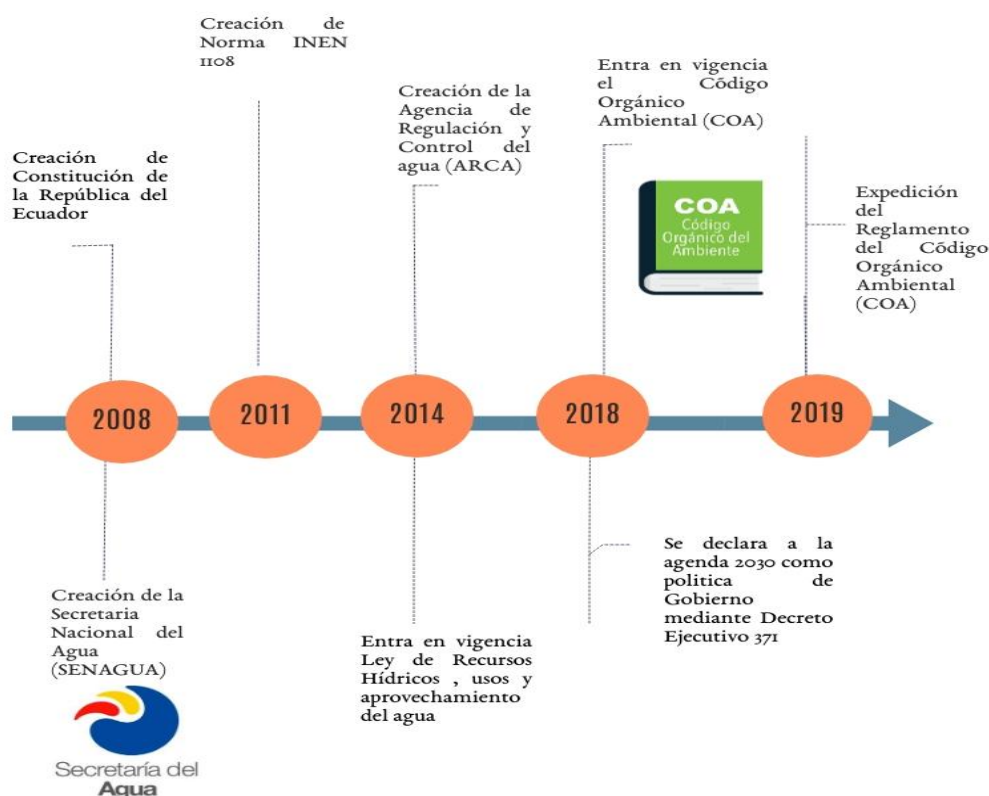 Creación de
Norma INEN
1108
Creación de
Constitución de
la República del
Ecuador
Creación de la
Agencia de
Regulación y
Control del
agua (ARCA)
Entra en vigencia
el Código
Orgánico
Ambiental (COA)
COA
Código
Orgánico del
Ambiente
Expedición
del
Reglamento
del Código
Orgánico
Ambiental
(COA)
2008
2011
2014
2018
2019
Creación de la
Secretaria
Nacional del
Agua
(SENAGUA)
Secretaría del
Agua
Entra en vigencia
Ley de Recursos
Hídricos , usos y
aprovechamiento
del agua
Se declara a la
agenda 2030 como
politica de
Gobierno
mediante Decreto
Ejecutivo 371